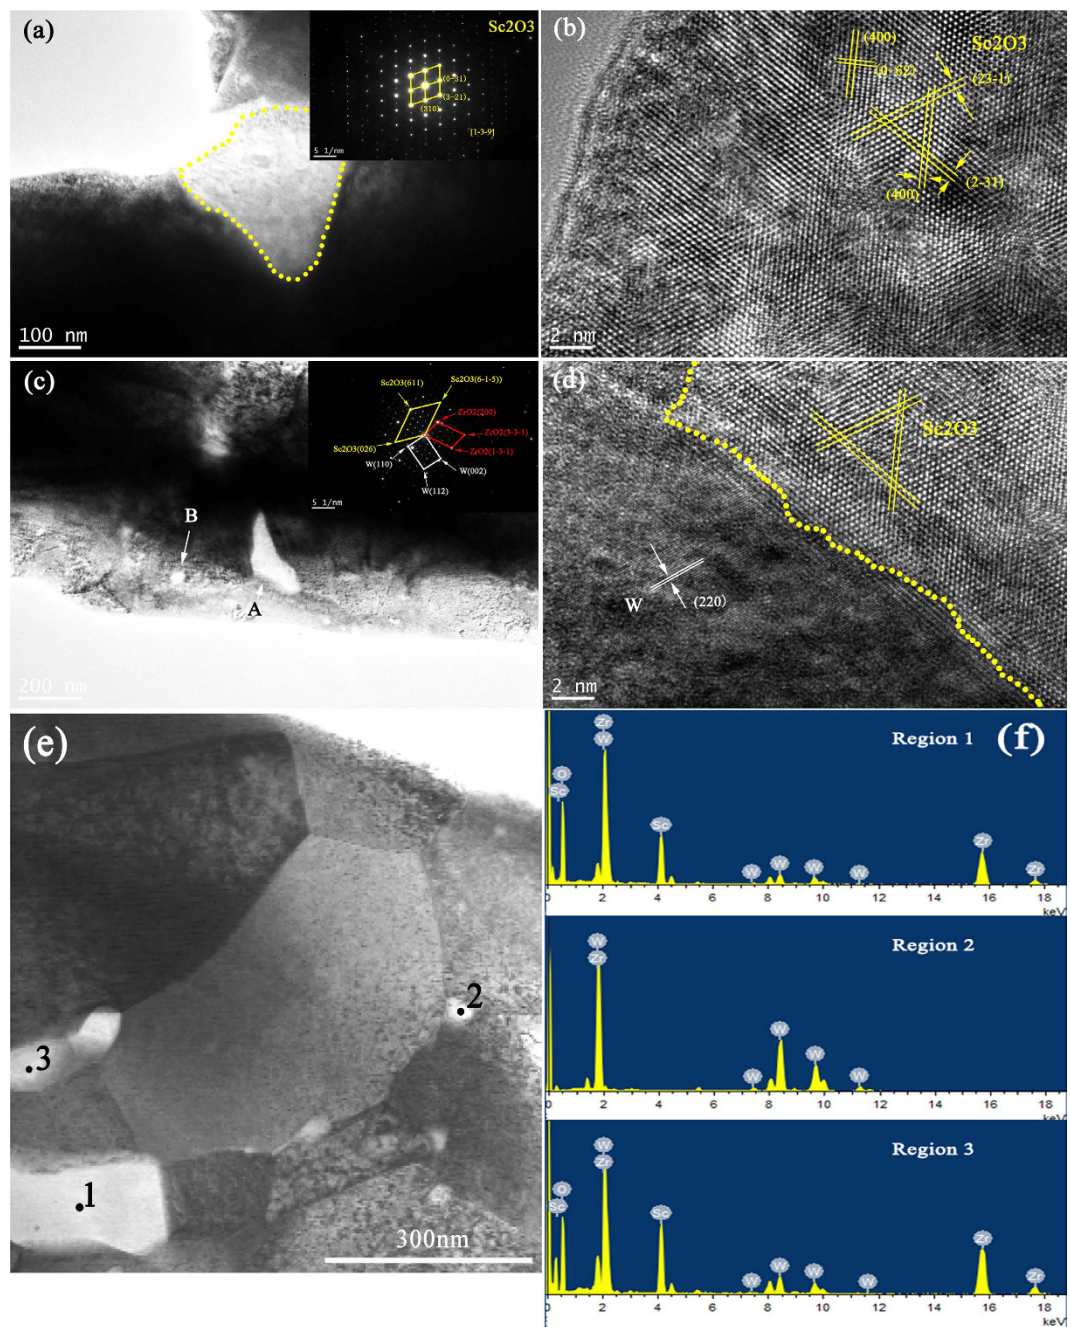 (a)
Sc2O3
(0-31)
(3-21)
(310)
[1-3-9]
5 1/nm
100 nm
(b)
(400)
Sc2O3
(0-62)
(23-1)
(2-31)
(400)
2 nm
(c)
Sc2O3(611)
Sc2O3(6-1-5))
ZrO2(200)
ZrO2(3-3-1)
Sc2O3(026)
ZrO2(1-3-1)
W(110)
W(002)
W(112)
5 1/nm
B
A
200 nm
(d)
Sc2O3
W
(220)
2 nm
(e)
2
3
1
300nm
Region 1
(f)
Zr
W
O
Sc
Sc
W
W
W
W
Zr
Zr
0 2 4 6 8 10 12 14 16 18
keV
Region 2
W
Zr
W
W
W
W
0 2 4 6 8 10 12 14 16 18
keV
Region 3
W
Zr
O
Sc
Sc
W
W
W
W
Zr
Zr
0 2 4 6 8 10 12 14 16 18
keV